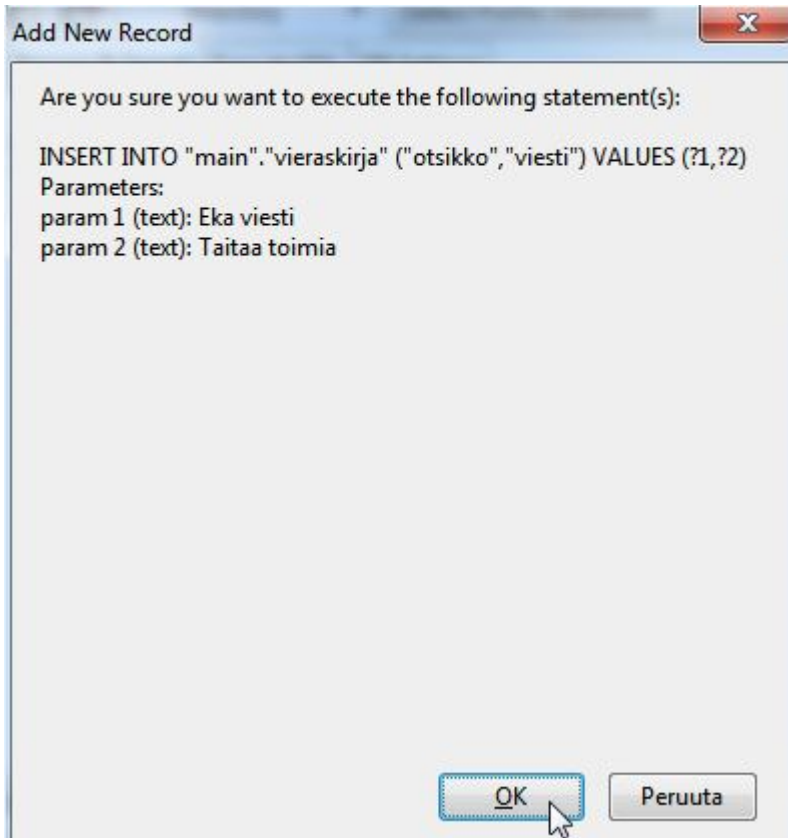 Add New Record
Are you sure you want to execute the following statement(s):
INSERT INTO "main"."vieraskirja" ("otsikko","viesti") VALUES (?1,?2)
Parameters:
param 1 (text): Eka viesti
param 2 (text): Taitaa toimia
OK
Peruuta